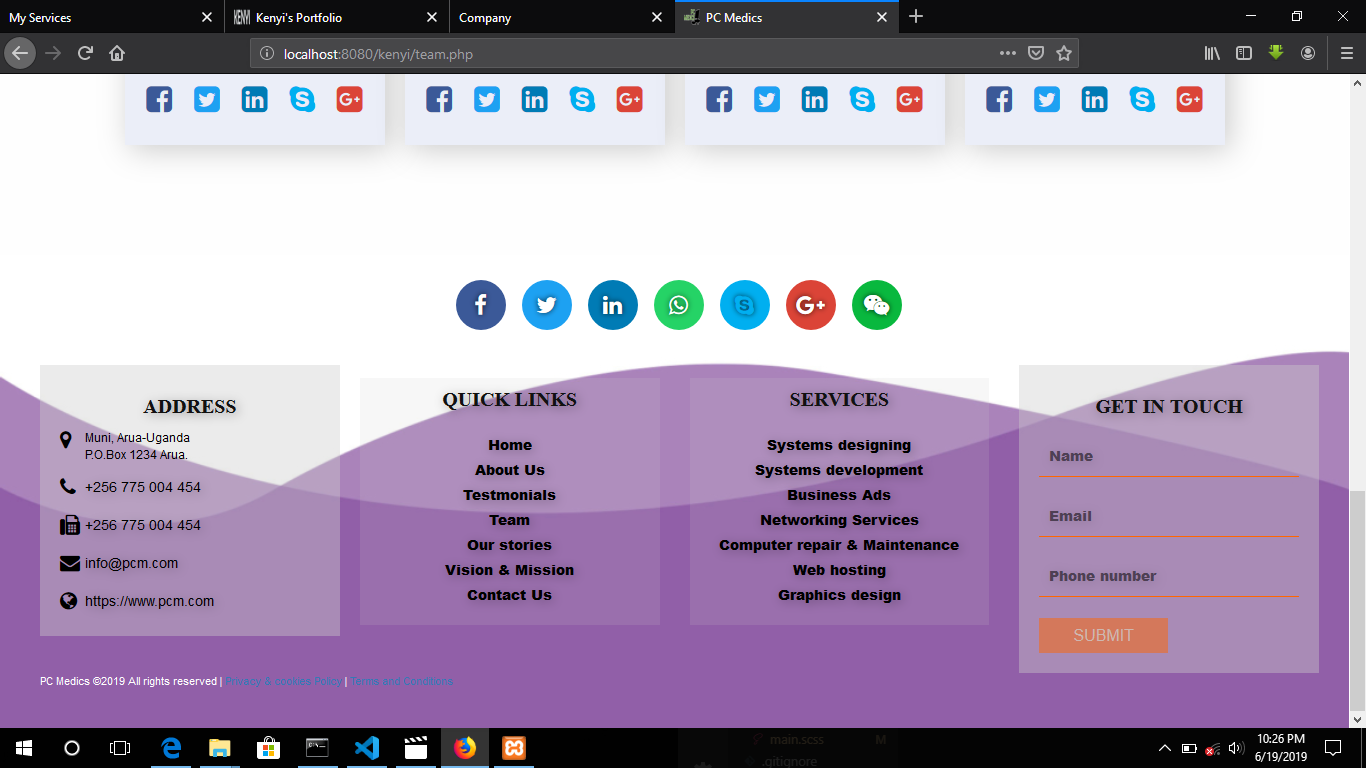 My Services
Kenyi's Portfolio
Company
PC Medics
localhost:8080/kenyi/team.php
ADDRESS
Muni, Arua-Uganda
P.O.Box 1234 Arua.
+256 775 004 454
+256 775 004 454
info@pcm.com
https://www.pcm.com
QUICK LINKS
Home
About Us
Testmonials
Team
Our stories
Vision & Mission
Contact Us
SERVICES
Systems designing
Systems development
Business Ads
Networking Services
Computer repair & Maintenance
Web hosting
Graphics design
GET IN TOUCH
Name
Email
Phone number
SUBMIT
PC Medics ©2019 All rights reserved | Privacy & cookies Policy | Terms and Conditions
main.scss M
.gitignore
10:26 PM
6/19/2019